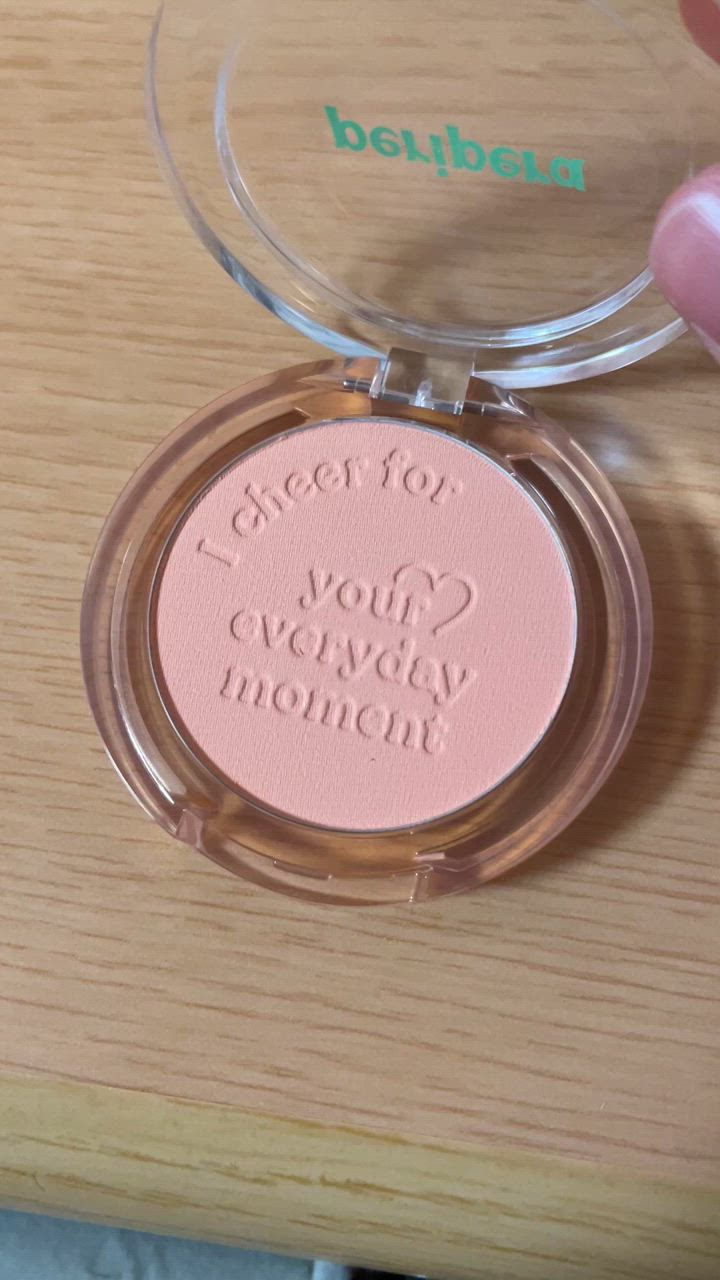 peripera
I cheer for
your
everyday
moment